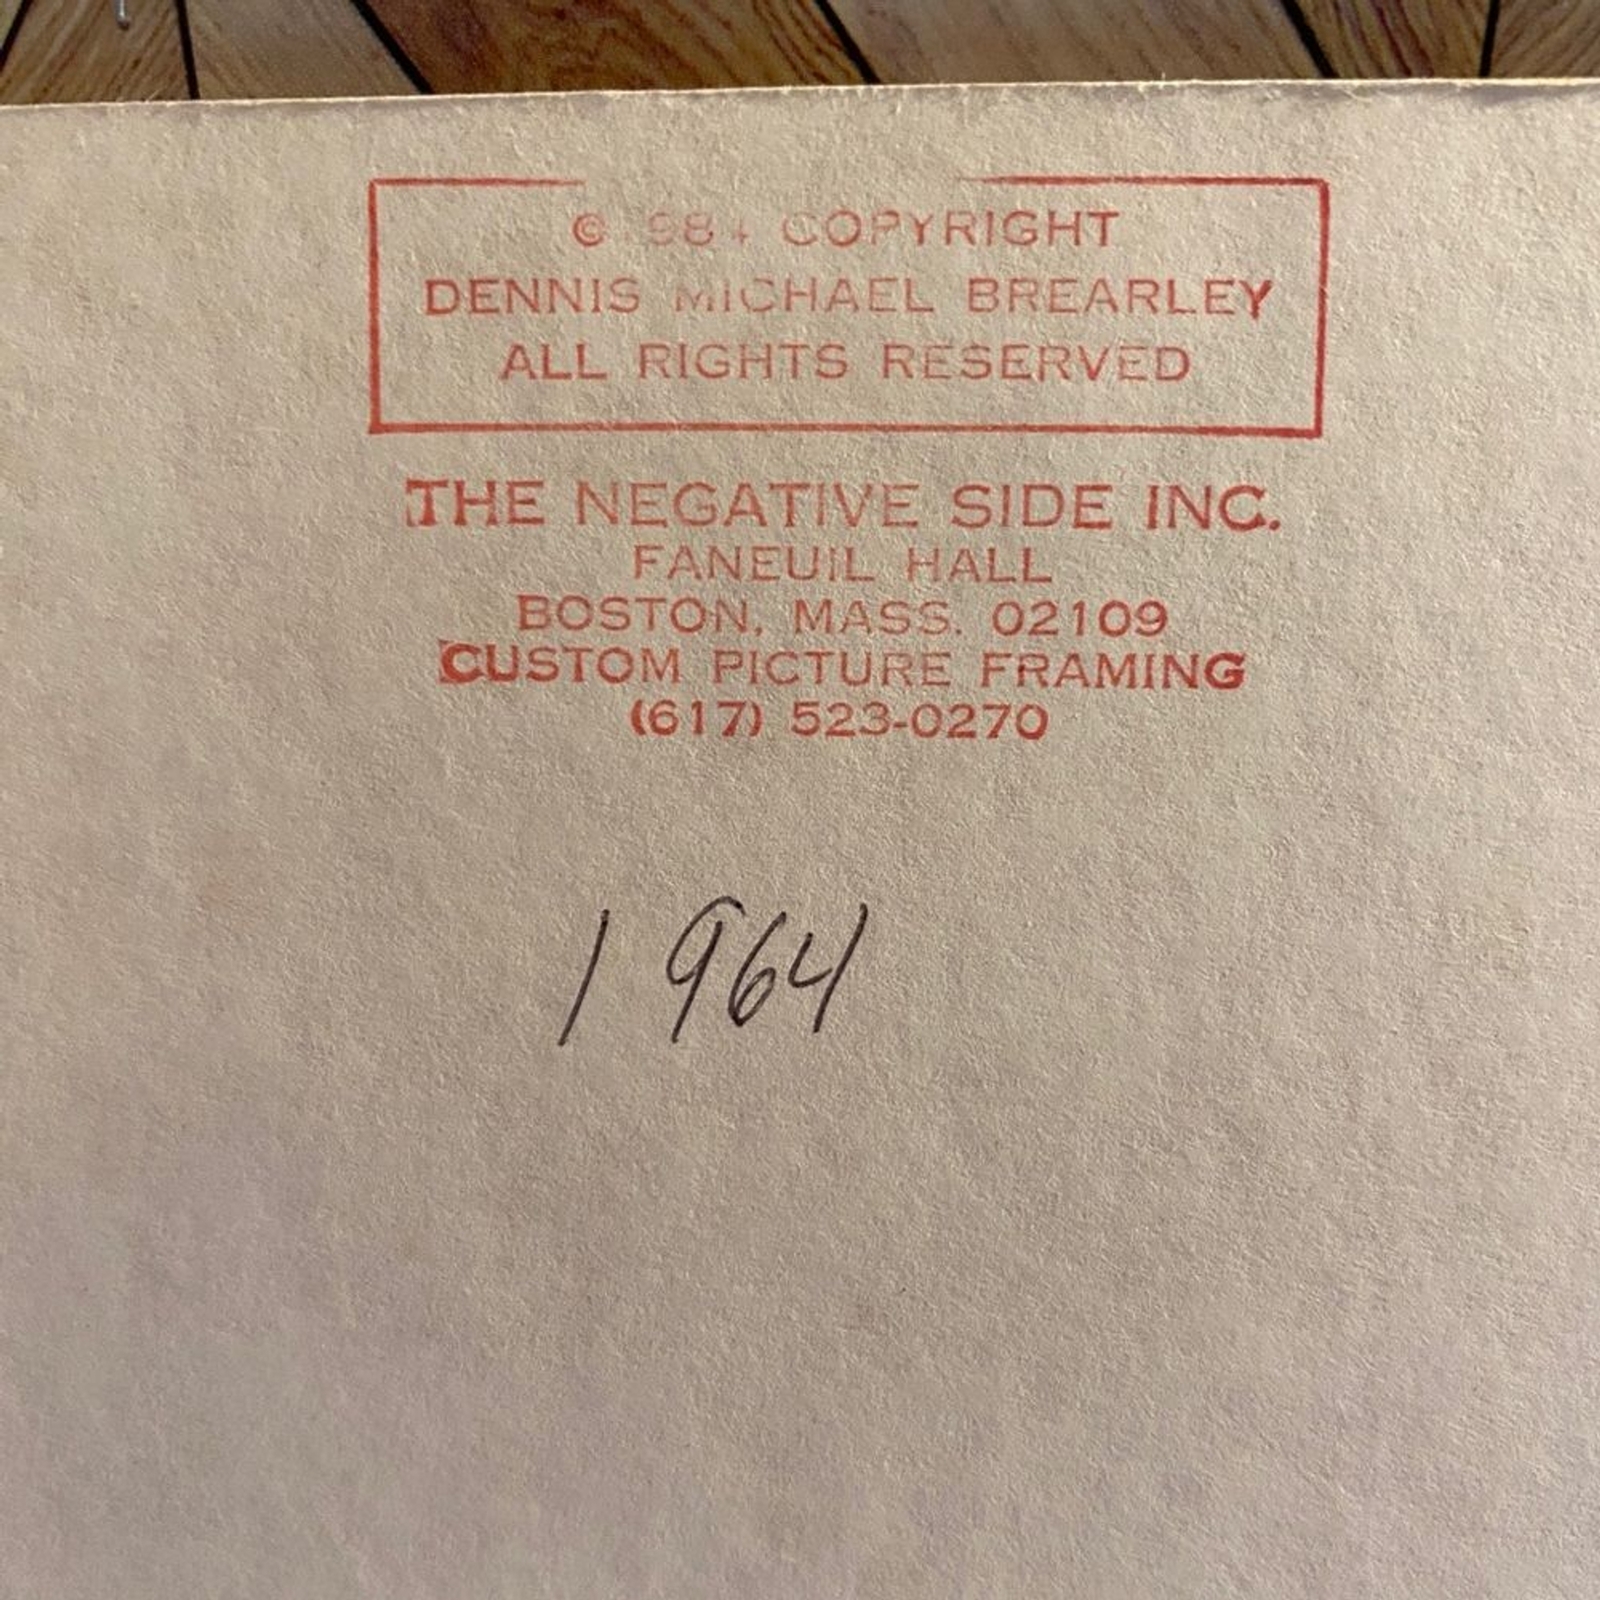 © 1984 COPYRIGHT
DENNIS MICHAEL BREARLEY
ALL RIGHTS RESERVED
THE NEGATIVE SIDE INC.
FANEUIL HALL
BOSTON, MASS. 02109
CUSTOM PICTURE FRAMING
(617) 523-0270
1964